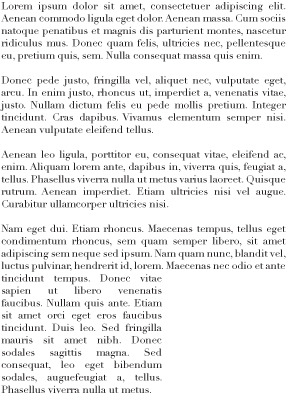 Lorem ipsum dolor sit amet, consectetuer adipiscing elit.
Aenean commodo ligula eget dolor. Aenean massa. Cum sociis
natoque penatibus et magnis dis parturient montes, nascetur
ridiculus mus. Donec quam felis, ultricies nec, pellentesque
eu, pretium quis, sem. Nulla consequat massa quis enim.

Donec pede justo, fringilla vel, aliquet nec, vulputate eget,
arcu. In enim justo, rhoncus ut, imperdiet a, venenatis vitae,
justo. Nullam dictum felis eu pede mollis pretium. Integer
tincidunt. Cras dapibus. Vivamus elementum semper nisi.
Aenean vulputate eleifend tellus.

Aenean leo ligula, porttitor eu, consequat vitae, eleifend ac,
enim. Aliquam lorem ante, dapibus in, viverra quis, feugiat a,
tellus. Phasellus viverra nulla ut metus varius laoreet. Quisque
rutrum. Aenean imperdiet. Etiam ultricies nisi vel augue.
Curabitur ullamcorper ultricies nisi.

Nam eget dui. Etiam rhoncus. Maecenas tempus, tellus eget
condimentum rhoncus, sem quam semper libero, sit amet
adipiscing sem neque sed ipsum. Nam quam nunc, blandit vel,
luctus pulvinar, hendrerit id, lorem. Maecenas nec odio et ante
tincidunt tempus. Donec vitae
sapien ut libero venenatis
faucibus. Nullam quis ante. Etiam
sit amet orci eget eros faucibus
tincidunt. Duis leo. Sed fringilla
mauris sit amet nibh. Donec
sodales sagittis magna. Sed
consequat, leo eget bibendum
sodales, auguefeugiat a, tellus.
Phasellus viverra nulla ut metus.